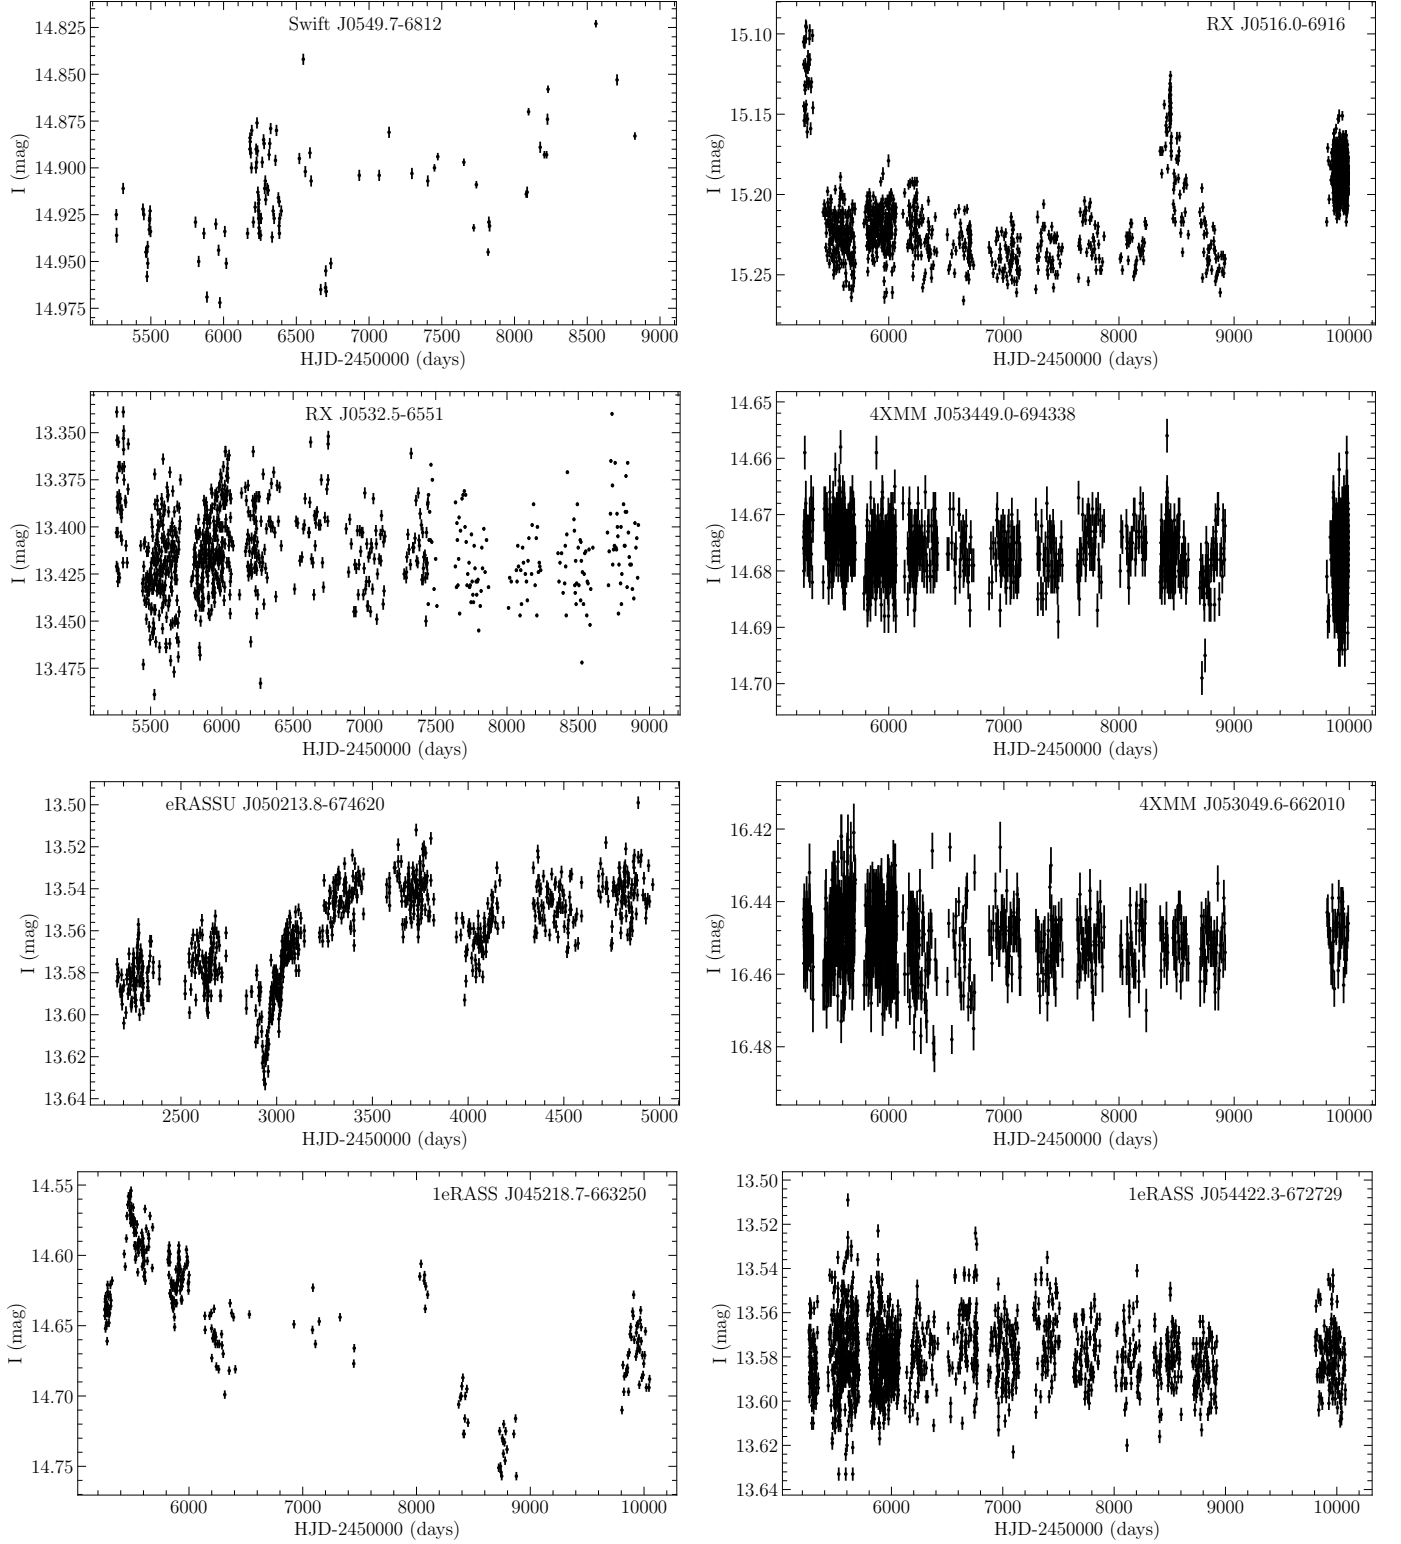 Swift J0549.7-6812
14.825
14.850
14.875
14.900
14.925
14.950
14.975
I (mag)
5500 6000 6500 7000 7500 8000 8500 9000
HJD-2450000 (days)
RX J0516.0-6916
15.10
15.15
15.20
15.25
I (mag)
6000 7000 8000 9000 10000
HJD-2450000 (days)
RX J0532.5-6551
13.350
13.375
13.400
13.425
13.450
13.475
I (mag)
5500 6000 6500 7000 7500 8000 8500 9000
HJD-2450000 (days)
4XMM J053449.0-694338
14.65
14.66
14.67
14.68
14.69
14.70
I (mag)
6000 7000 8000 9000 10000
HJD-2450000 (days)
eRASSU J050213.8-674620
13.50
13.52
13.54
13.56
13.58
13.60
13.62
13.64
I (mag)
2500 3000 3500 4000 4500 5000
HJD-2450000 (days)
4XMM J053049.6-662010
16.42
16.44
16.46
16.48
I (mag)
6000 7000 8000 9000 10000
HJD-2450000 (days)
1eRASS J045218.7-663250
14.55
14.60
14.65
14.70
14.75
I (mag)
6000 7000 8000 9000 10000
HJD-2450000 (days)
1eRASS J054422.3-672729
13.50
13.52
13.54
13.56
13.58
13.60
13.62
13.64
I (mag)
6000 7000 8000 9000 10000
HJD-2450000 (days)